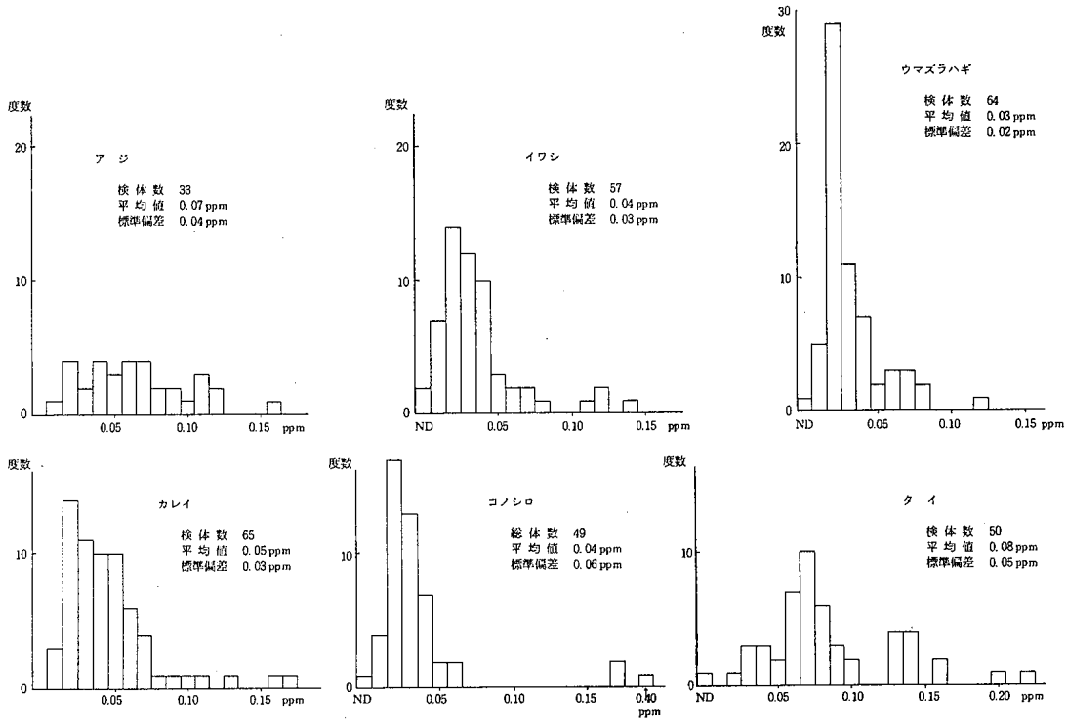 度数
20
10
0
ア ジ
検 体 数 33
平 均 値 0.07 ppm
標準偏差 0.04 ppm
0.05 0.10 0.15 ppm
度数
20
10
0
イワシ
検 体 数 57
平 均 値 0.04 ppm
標準偏差 0.03 ppm
ND 0.05 0.10 0.15 ppm
30
度数
20
10
0
ウマズラハギ
検 体 数 64
平 均 値 0.03 ppm
標準偏差 0.02 ppm
ND 0.05 0.10 0.15 ppm
度数
10
0
カレイ
検 体 数 65
平 均 値 0.05 ppm
標準偏差 0.03 ppm
0.05 0.10 0.15 ppm
度数
10
0
コノシロ
総 体 数 49
平 均 値 0.04 ppm
標準偏差 0.06 ppm
ND 0.05 0.10 0.15 0.40
ppm
度数
10
0
タ イ
検 体 数 50
平 均 値 0.08 ppm
標準偏差 0.05 ppm
ND 0.05 0.10 0.15 0.20 ppm